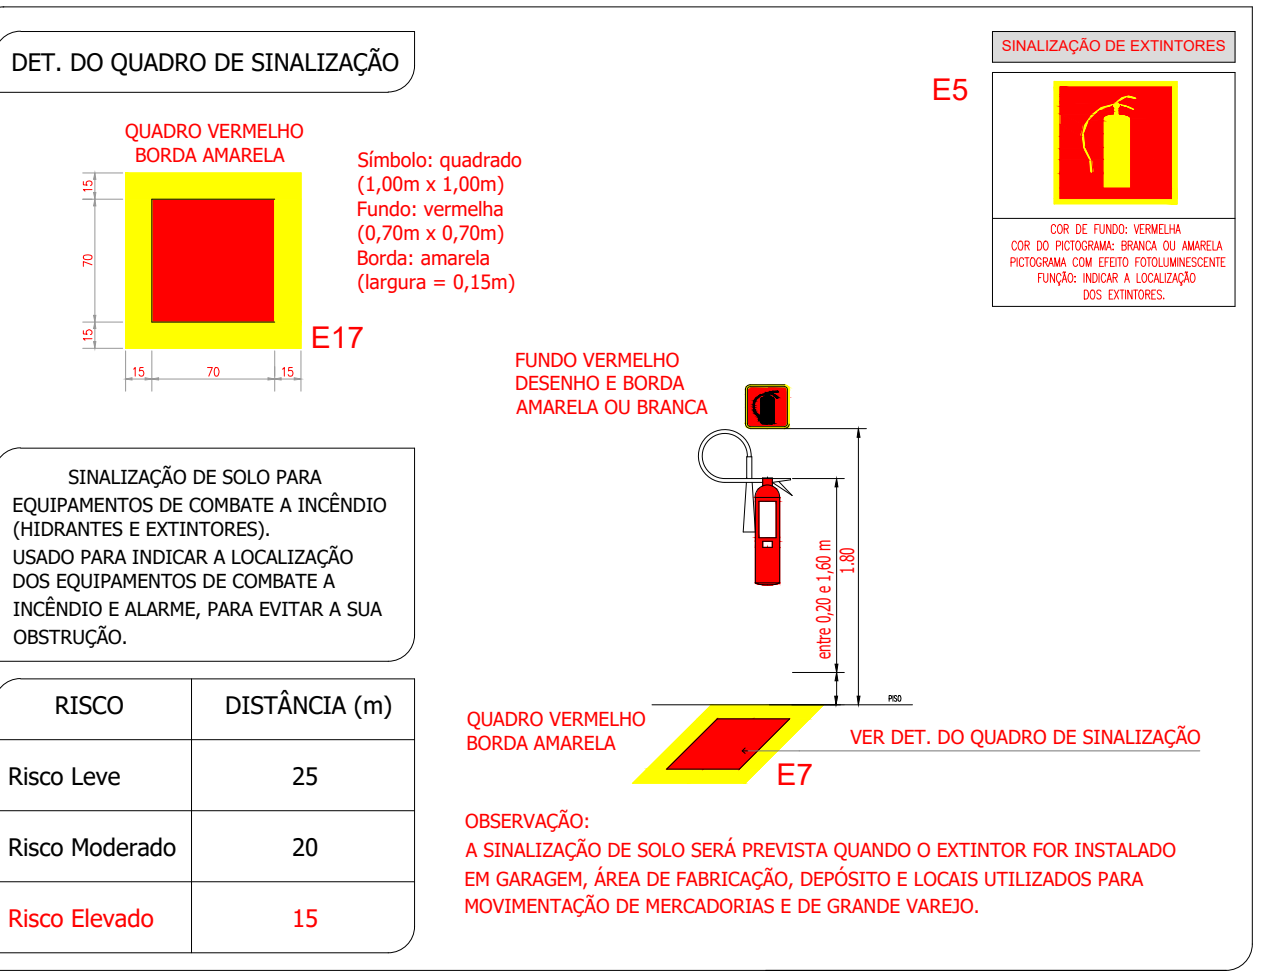 DET. DO QUADRO DE SINALIZAÇÃO
QUADRO VERMELHO
BORDA AMARELA
15
70
15
15
70
15
E17
Símbolo: quadrado
(1,00m x 1,00m)
Fundo: vermelha
(0,70m x 0,70m)
Borda: amarela
(largura = 0,15m)
SINALIZAÇÃO DE EXTINTORES
E5
COR DE FUNDO: VERMELHA
COR DO PICTOGRAMA: BRANCA OU AMARELA
PICTOGRAMA COM EFEITO FOTOLUMINESCENTE
FUNÇÃO: INDICAR A LOCALIZAÇÃO
DOS EXTINTORES.
SINALIZAÇÃO DE SOLO PARA
EQUIPAMENTOS DE COMBATE A INCÊNDIO
(HIDRANTES E EXTINTORES).
USADO PARA INDICAR A LOCALIZAÇÃO
DOS EQUIPAMENTOS DE COMBATE A
INCÊNDIO E ALARME, PARA EVITAR A SUA
OBSTRUÇÃO.
FUNDO VERMELHO
DESENHO E BORDA
AMARELA OU BRANCA
entre 0,20 e 1,60 m
1.80
PISO
QUADRO VERMELHO
BORDA AMARELA
VER DET. DO QUADRO DE SINALIZAÇÃO
E7
RISCO DISTÂNCIA (m)
Risco Leve 25
Risco Moderado 20
Risco Elevado 15
OBSERVAÇÃO:
A SINALIZAÇÃO DE SOLO SERÁ PREVISTA QUANDO O EXTINTOR FOR INSTALADO
EM GARAGEM, ÁREA DE FABRICAÇÃO, DEPÓSITO E LOCAIS UTILIZADOS PARA
MOVIMENTAÇÃO DE MERCADORIAS E DE GRANDE VAREJO.